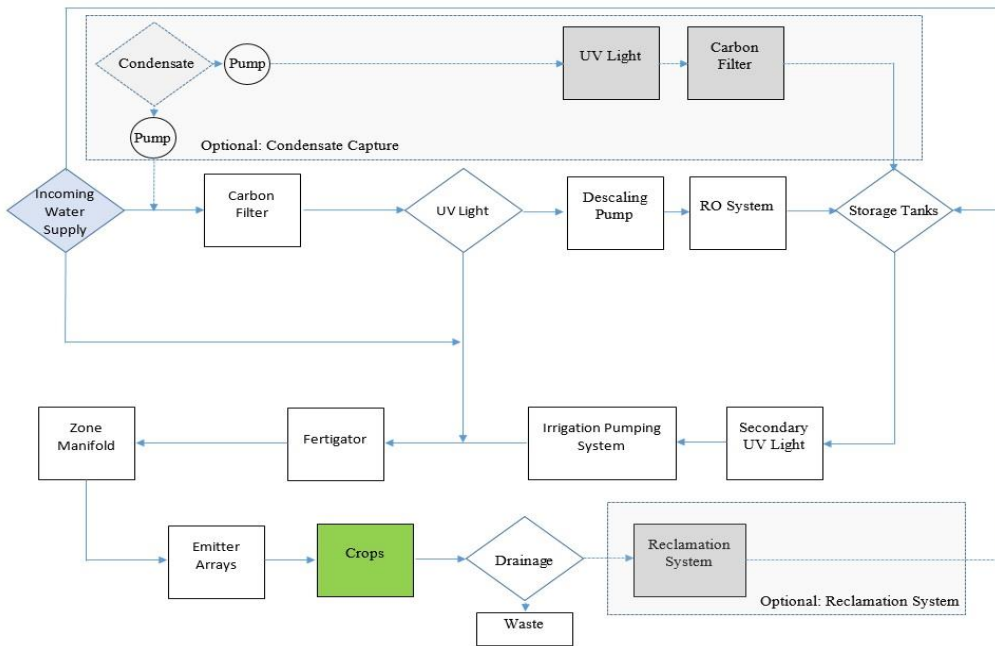 Condensate
Pump
UV Light
Carbon
Filter
Pump
Optional: Condensate Capture
Incoming
Water
Supply
Carbon
Filter
UV Light
Descaling
Pump
RO System
Storage Tanks
Zone
Manifold
Fertigator
Irrigation Pumping
System
Secondary
UV Light
Emitter
Arrays
Crops
Drainage
Reclamation
System
Optional: Reclamation System
Waste